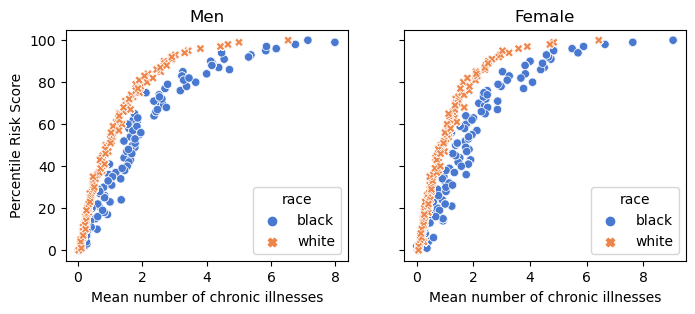 Men
Female
Percentile Risk Score
100
80
60
40
20
0
race
black
white
race
black
white
0 2 4 6 8
0 2 4 6 8
Mean number of chronic illnesses
Mean number of chronic illnesses